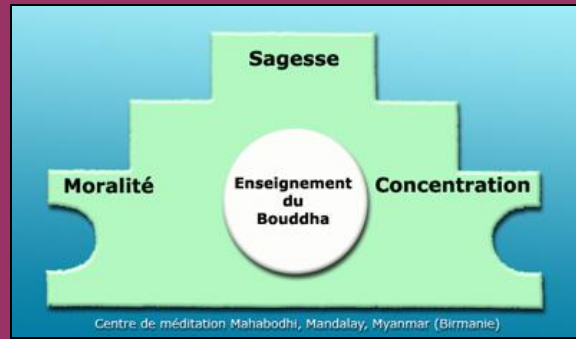 Sagesse
Moralité
Enseignement
du
Bouddha
Concentration
Centre de méditation Mahabodhi, Mandalay, Myanmar (Birmanie)